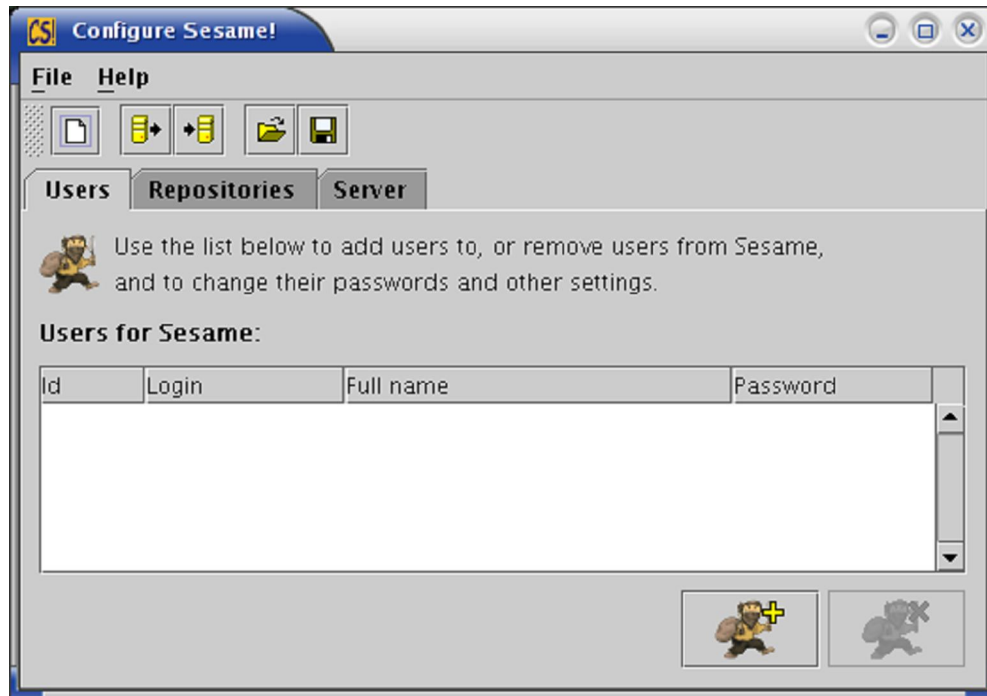 CS! Configure Sesame!
File Help
Users Repositories Server
Use the list below to add users to, or remove users from Sesame,
and to change their passwords and other settings.
Users for Sesame:
Id Login Full name Password